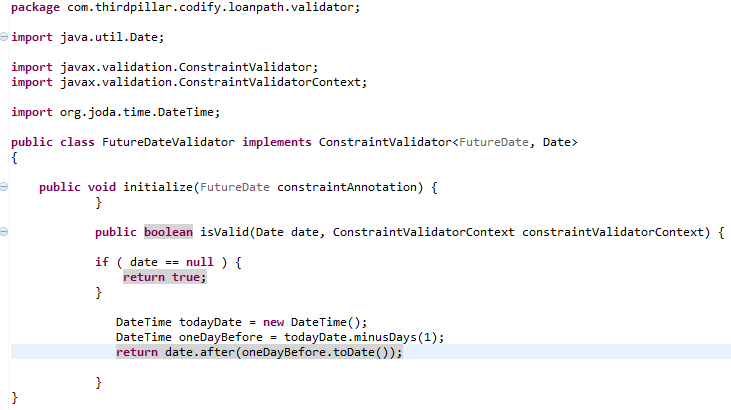 package com.thirdpillar.codify.loanpath.validator;
import java.util.Date;
import javax.validation.ConstraintValidator;
import javax.validation.ConstraintValidatorContext;
import org.joda.time.DateTime;
public class FutureDateValidator implements ConstraintValidator<FutureDate, Date>
{
public void initialize(FutureDate constraintAnnotation) {
}
public boolean isValid(Date date, ConstraintValidatorContext constraintValidatorContext) {
if ( date == null ) {
return true;
}
DateTime todayDate = new DateTime();
DateTime oneDayBefore = todayDate.minusDays(1);
return date.after(oneDayBefore.toDate());
}
}